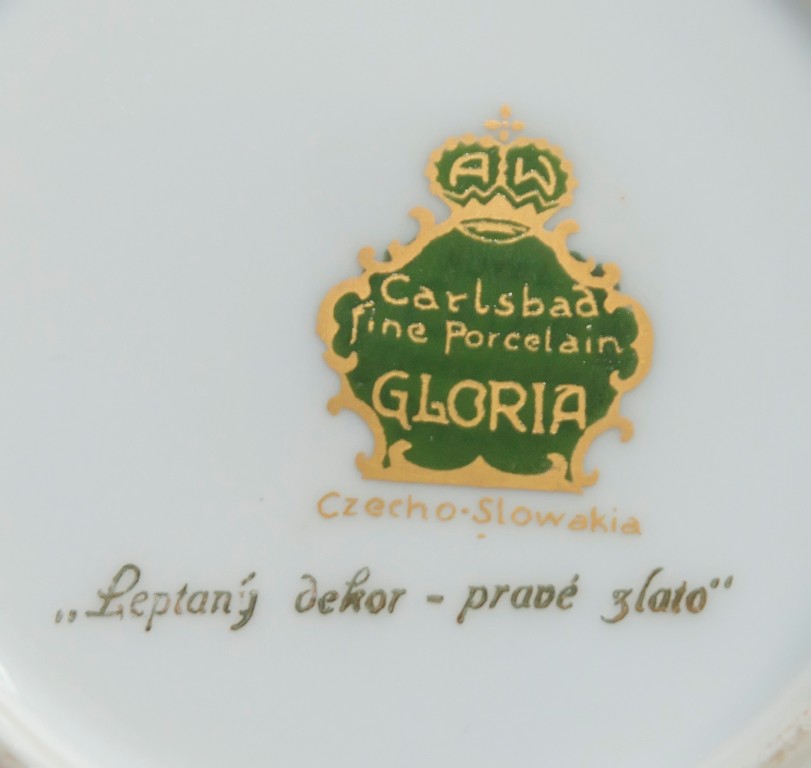 AW
Carlsbad
fine Porcelain
GLORIA
Czecho-Slowakia
„Leptaný dekor - pravé zlato“